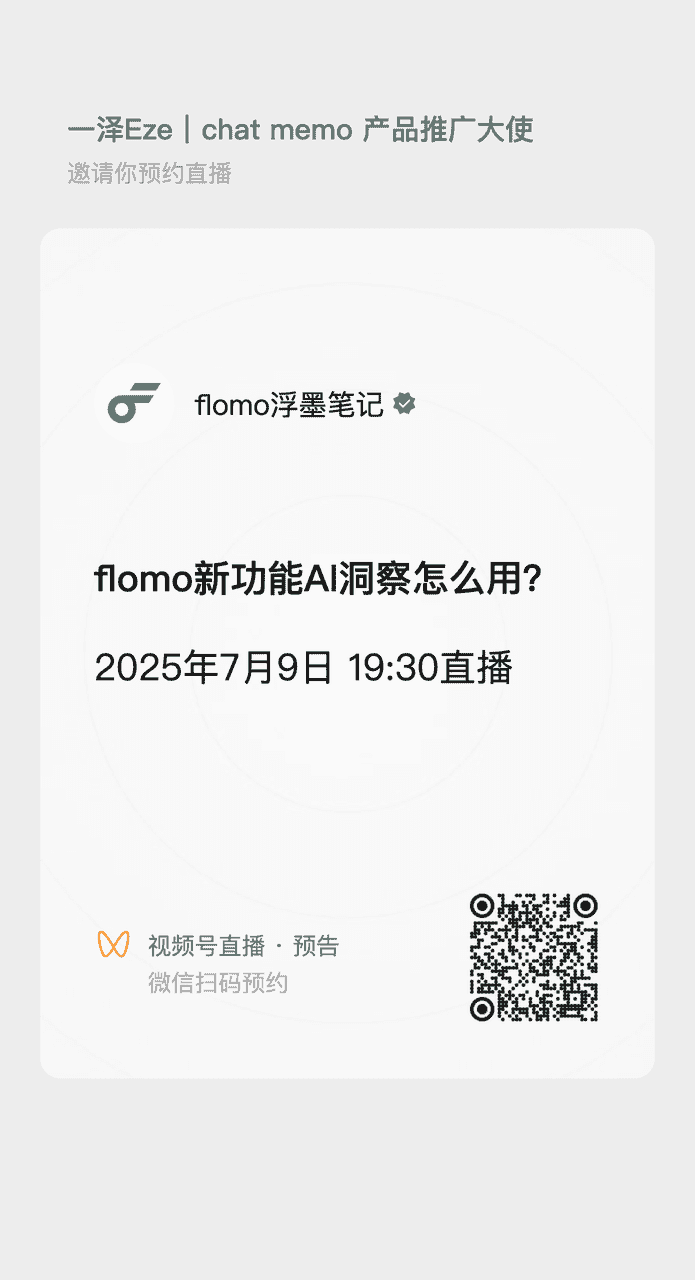 一泽Eze | chat memo 产品推广大使
邀请你预约直播
flomo浮墨笔记
flomo新功能AI洞察怎么用?
2025年7月9日 19:30直播
视频号直播 · 预告
微信扫码预约